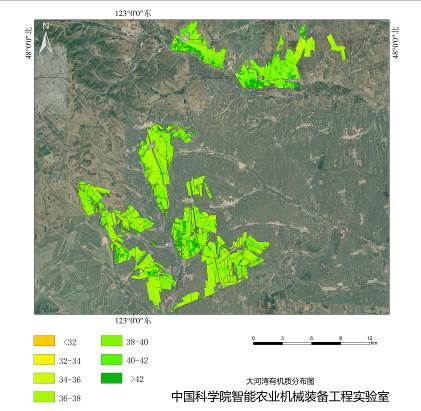 123°0'0"东
48°0'0"北
48°0'0"北
N
123°0'0"东
<32
32-34
34-36
36-38
38-40
40-42
>42
0 3 6 9 12
km
大河湾有机质分布图
中国科学院智能农业机械装备工程实验室